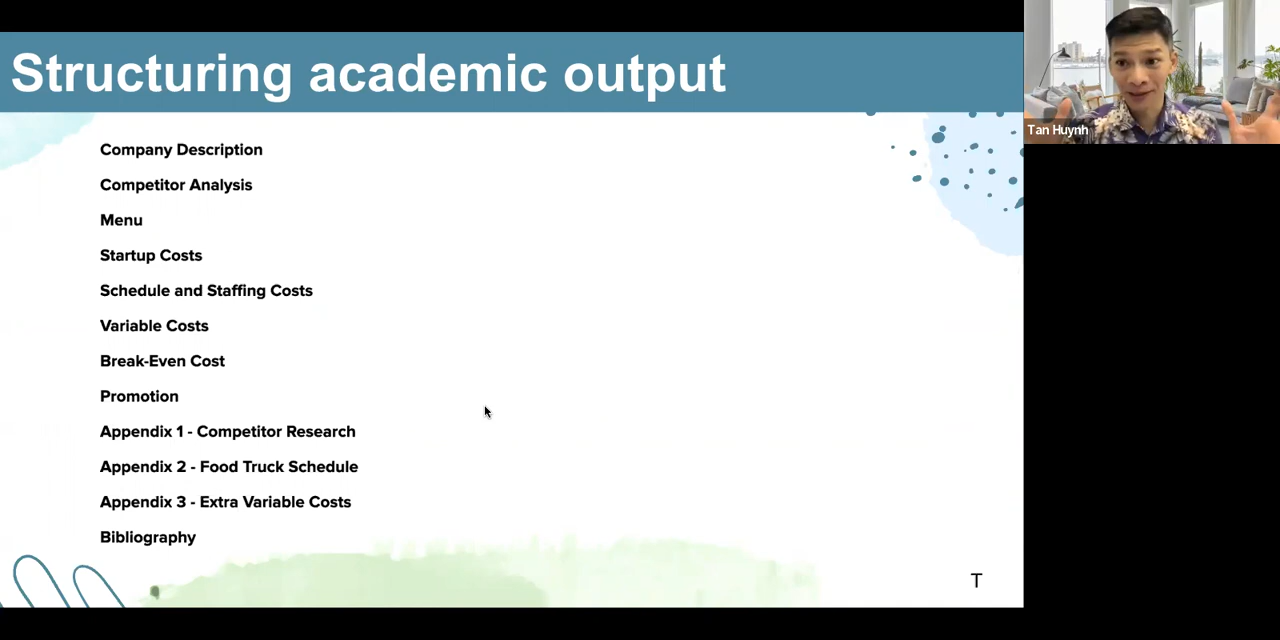 Structuring academic output
Tan Huynh
Company Description
Competitor Analysis
Menu
Startup Costs
Schedule and Staffing Costs
Variable Costs
Break-Even Cost
Promotion
Appendix 1 - Competitor Research
Appendix 2 - Food Truck Schedule
Appendix 3 - Extra Variable Costs
Bibliography
T